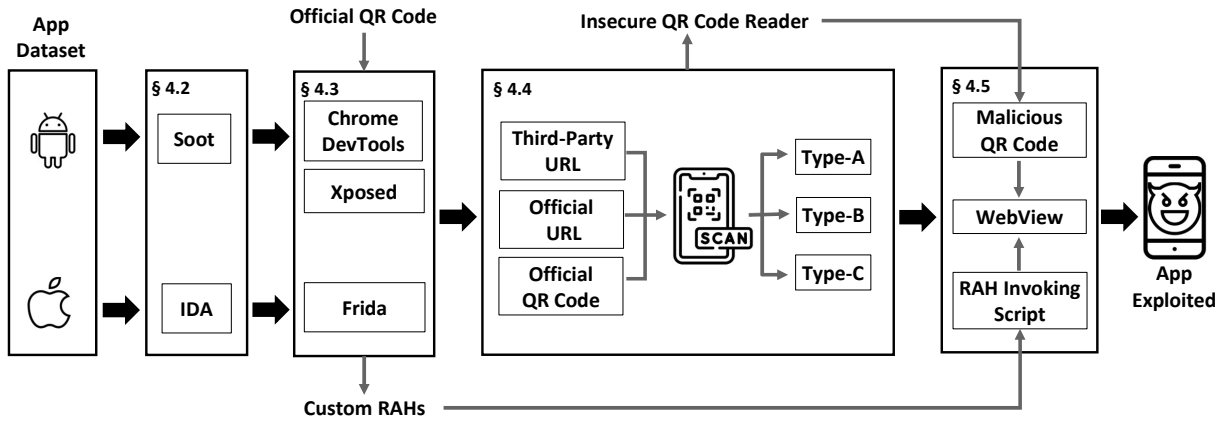 App
Dataset
§ 4.2
Soot
IDA
Official QR Code
§ 4.3
Chrome
DevTools
Xposed
Frida
Custom RAHs
Insecure QR Code Reader
§ 4.4
Third-Party
URL
Official
URL
Official
QR Code
SCAN
Type-A
Type-B
Type-C
§ 4.5
Malicious
QR Code
WebView
RAH Invoking
Script
App
Exploited